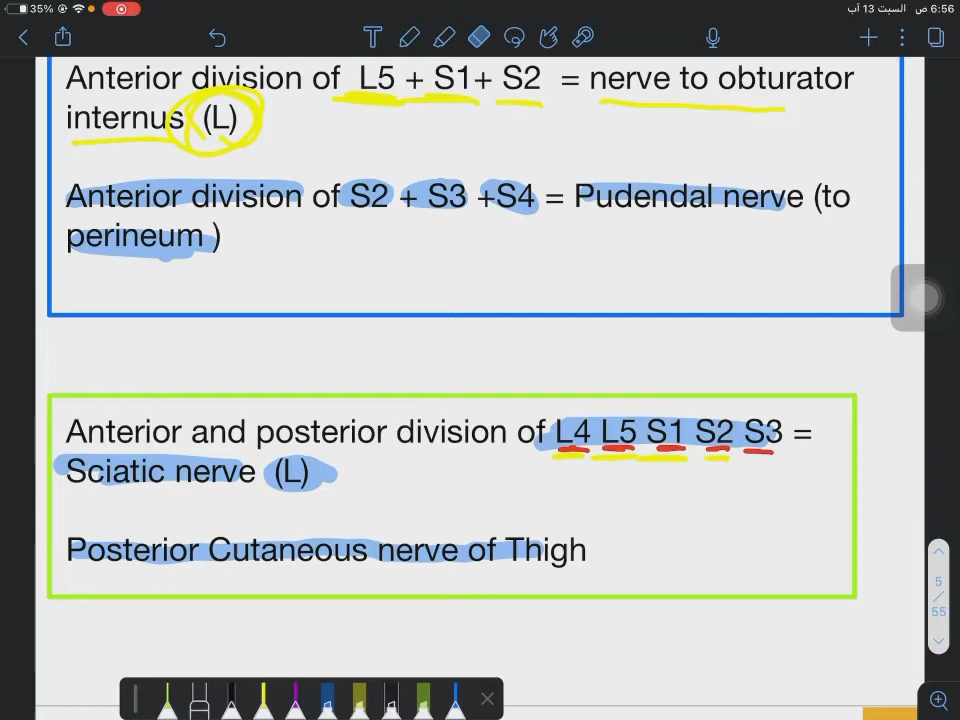 35%
السبت 13 آب 6:56 ص
Anterior division of L5 + S1+ S2 = nerve to obturator
internus (L)
Anterior division of S2 + S3 +S4 = Pudendal nerve (to
perineum )
Anterior and posterior division of L4 L5 S1 S2 S3 =
Sciatic nerve (L)
Posterior Cutaneous nerve of Thigh
5
/
55